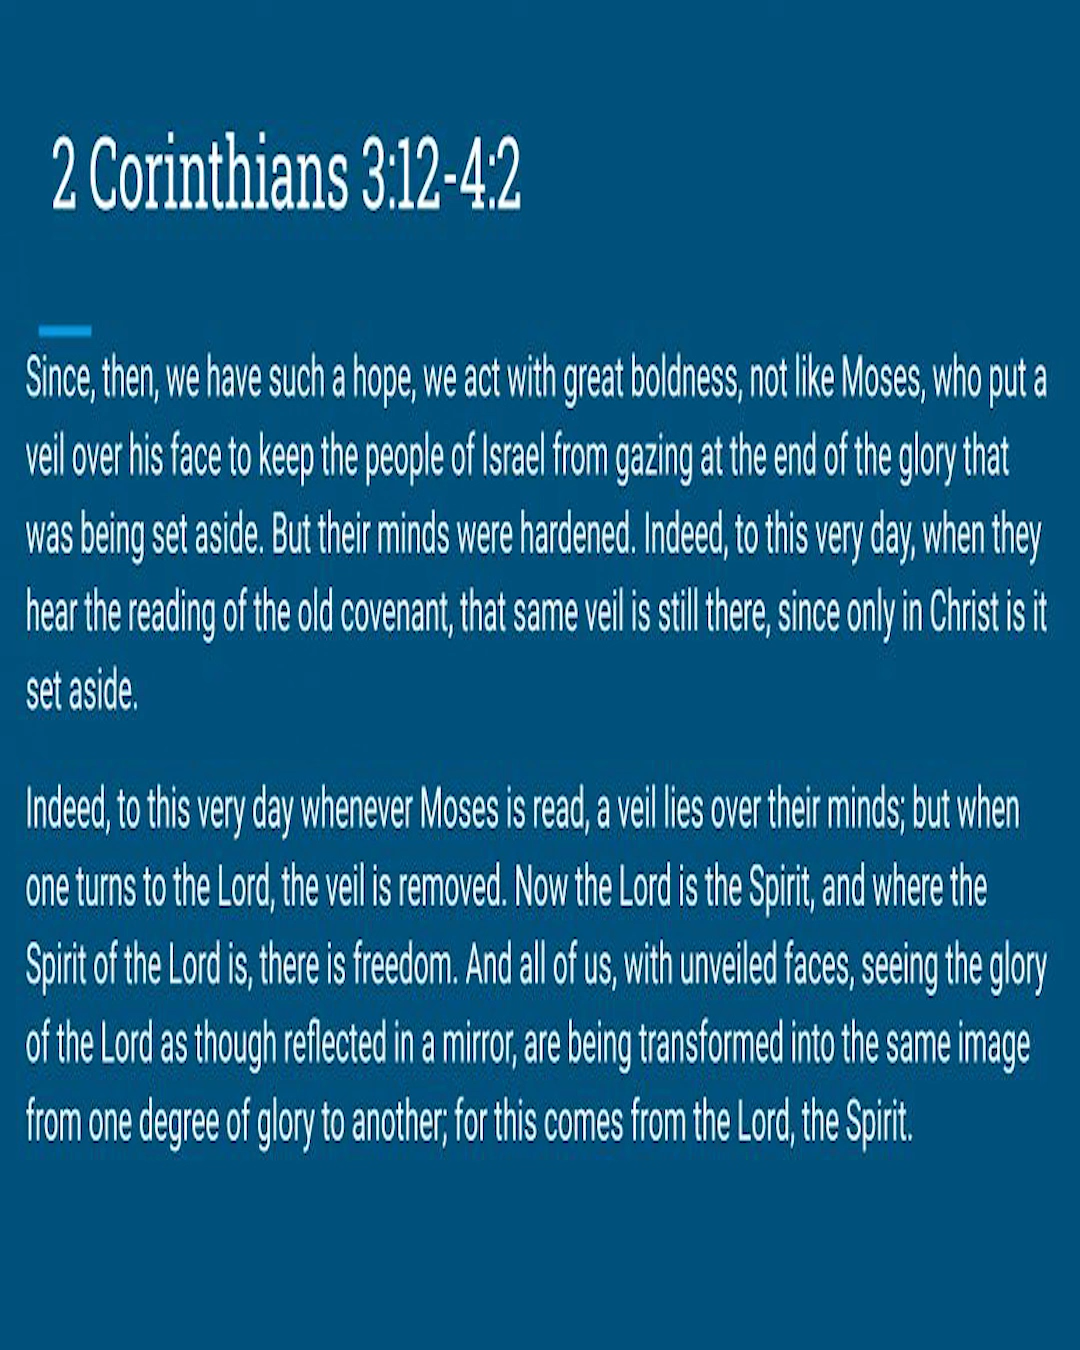 2 Corinthians 3:12-4:2
Since, then, we have such a hope, we act with great boldness, not like Moses, who put a
veil over his face to keep the people of Israel from gazing at the end of the glory that
was being set aside. But their minds were hardened. Indeed, to this very day, when they
hear the reading of the old covenant, that same veil is still there, since only in Christ is it
set aside.
Indeed, to this very day whenever Moses is read, a veil lies over their minds; but when
one turns to the Lord, the veil is removed. Now the Lord is the Spirit, and where the
Spirit of the Lord is, there is freedom. And all of us, with unveiled faces, seeing the glory
of the Lord as though reflected in a mirror, are being transformed into the same image
from one degree of glory to another; for this comes from the Lord, the Spirit.